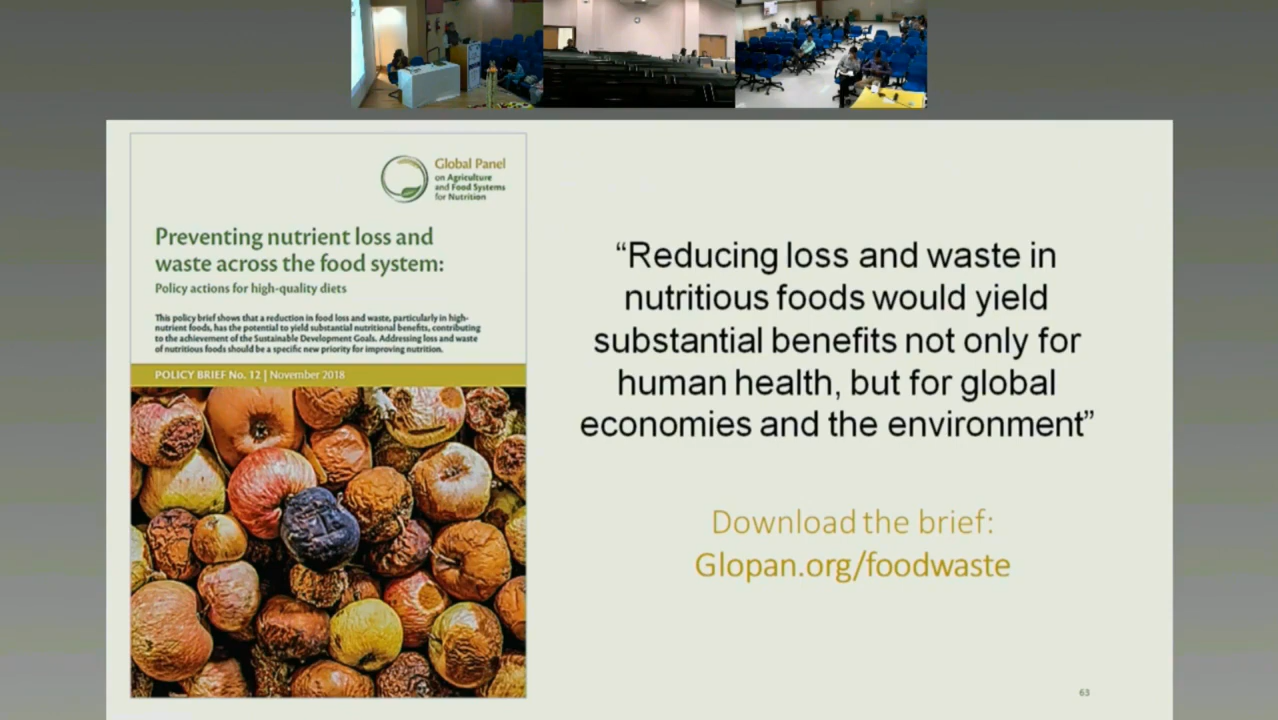 Global Panel
on Agriculture
and Food Systems
for Nutrition
Preventing nutrient loss and
waste across the food system:
Policy actions for high-quality diets
This policy brief shows that a reduction in food loss and waste, particularly in high-
nutrient foods, has the potential to yield substantial nutritional benefits, contributing
to the achievement of the Sustainable Development Goals. Addressing loss and waste
of nutritious foods should be a specific new priority for improving nutrition.
POLICY BRIEF No. 12 | November 2018
“Reducing loss and waste in
nutritious foods would yield
substantial benefits not only for
human health, but for global
economies and the environment”
Download the brief:
Glopan.org/foodwaste
63